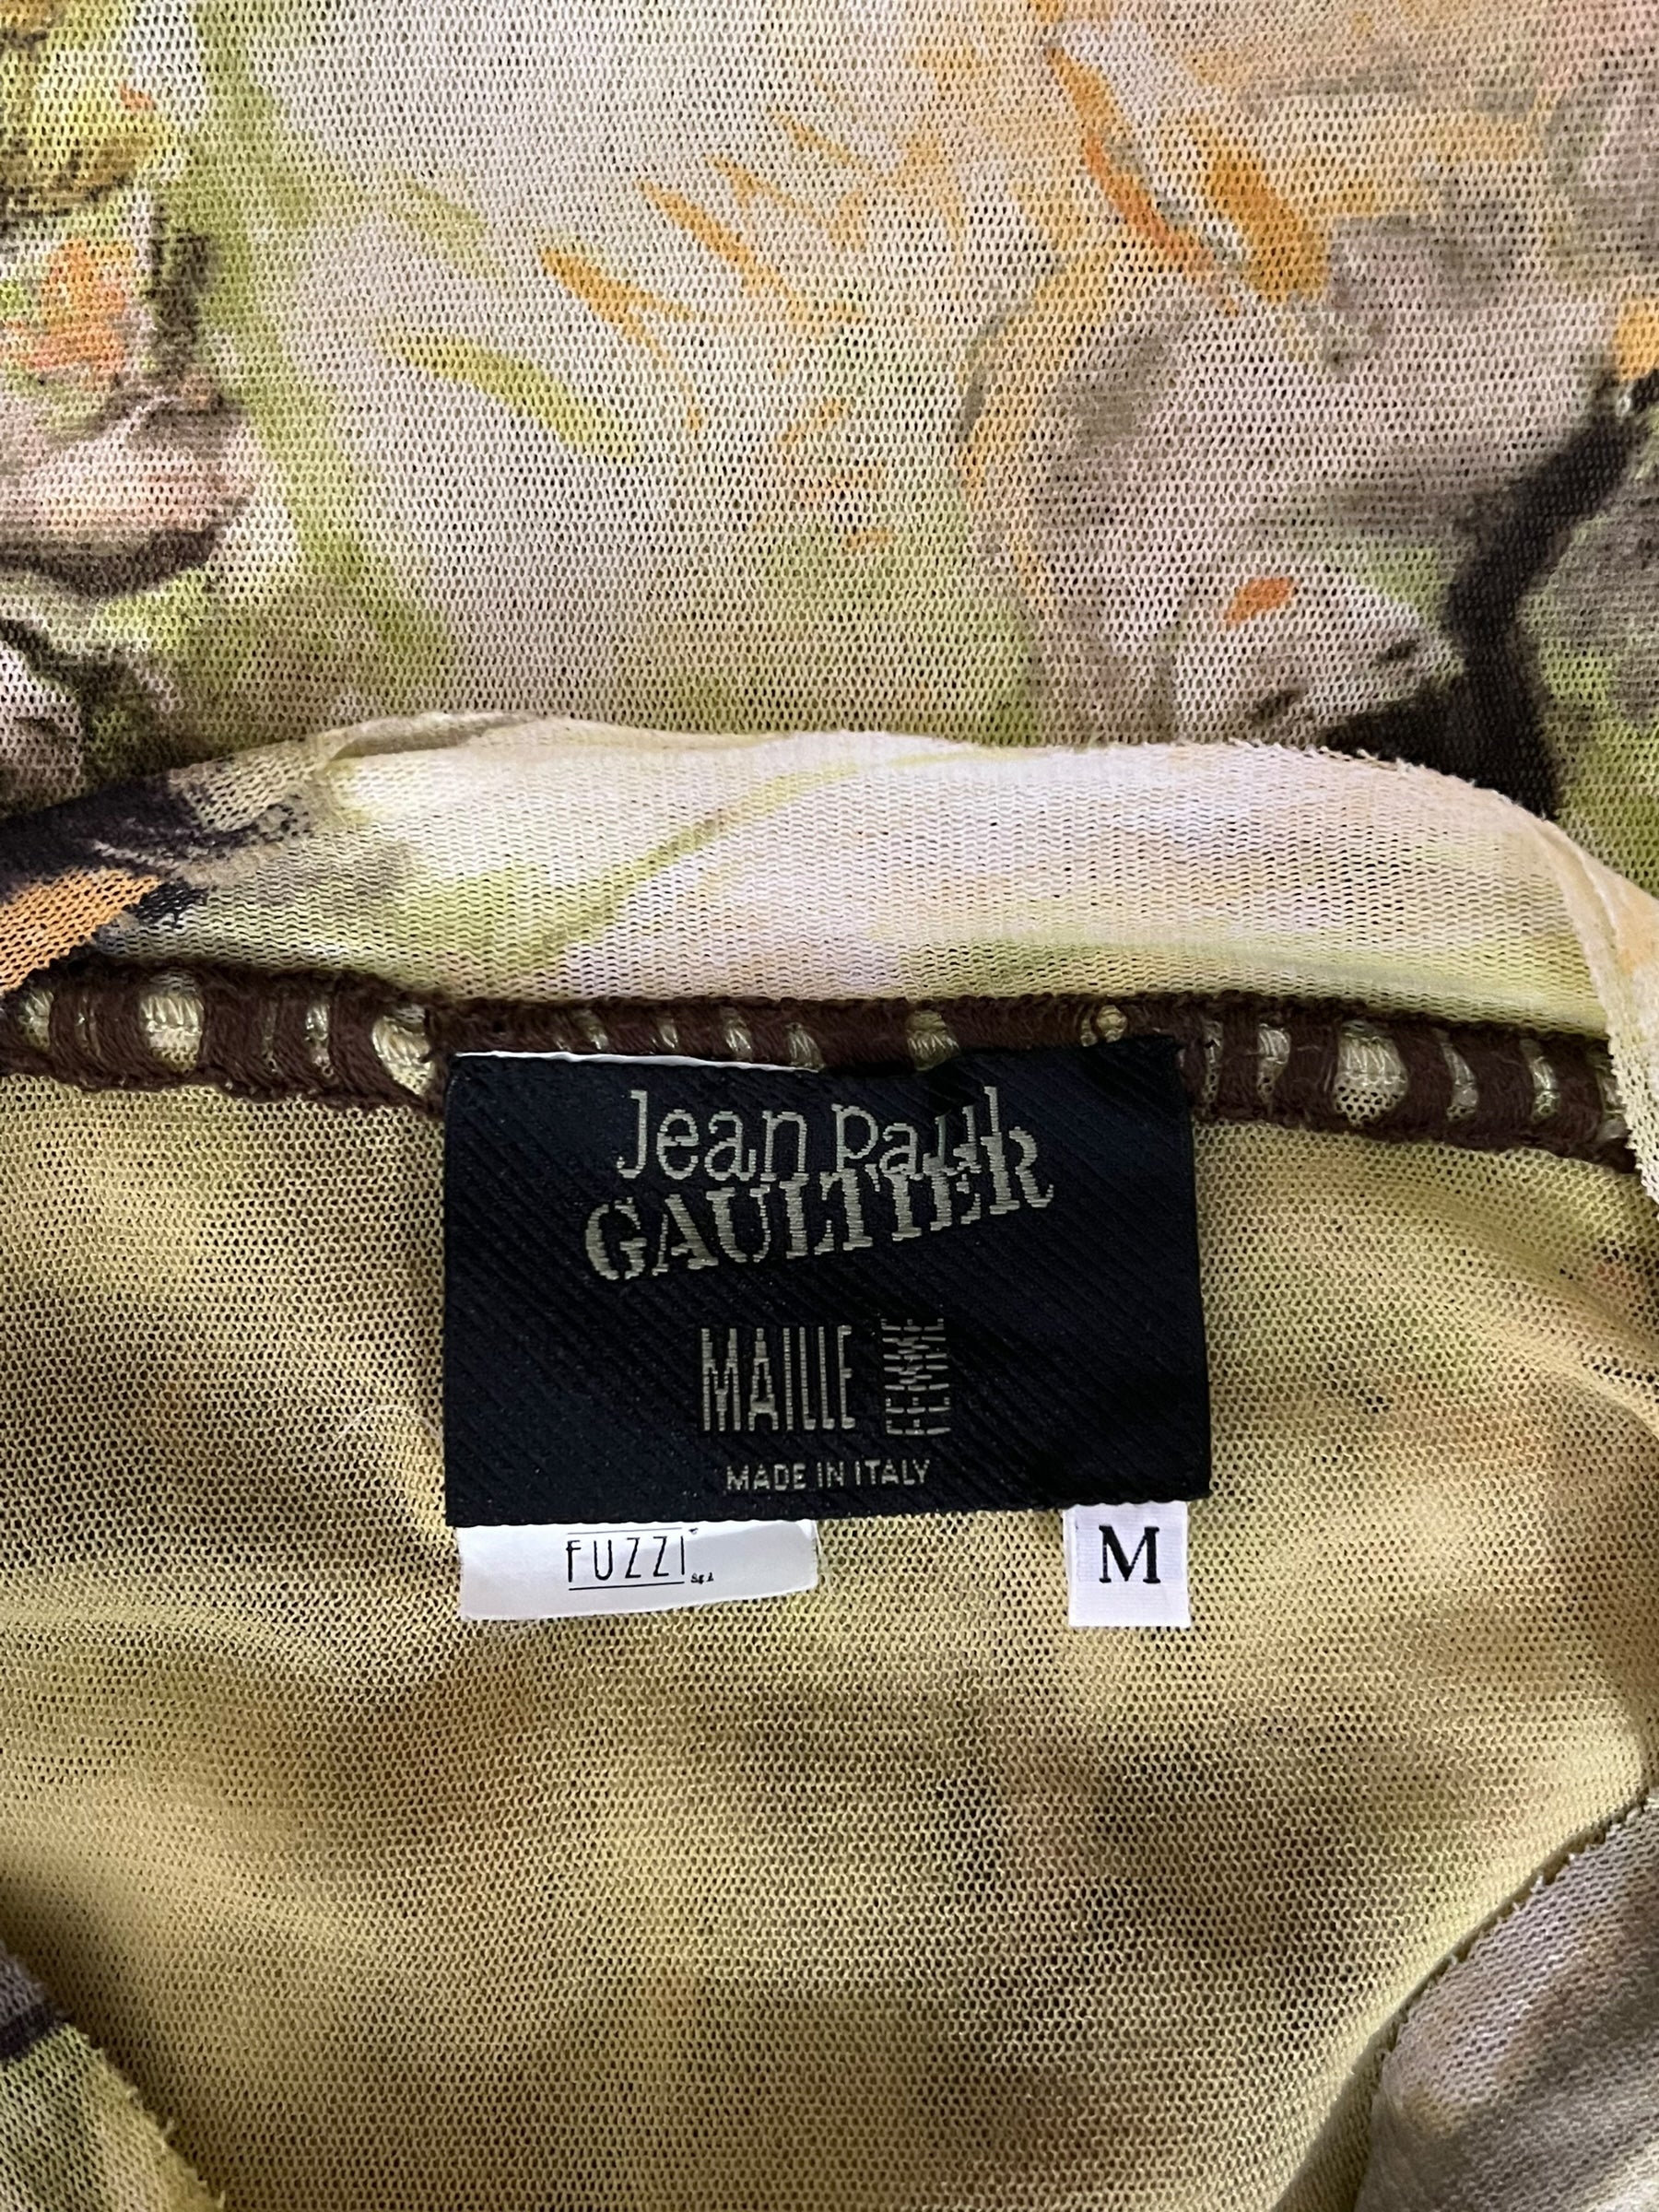 Jean Paul
GAULTIER
MAILLE FEMME
MADE IN ITALY
FUZZI® S.p.A.
M